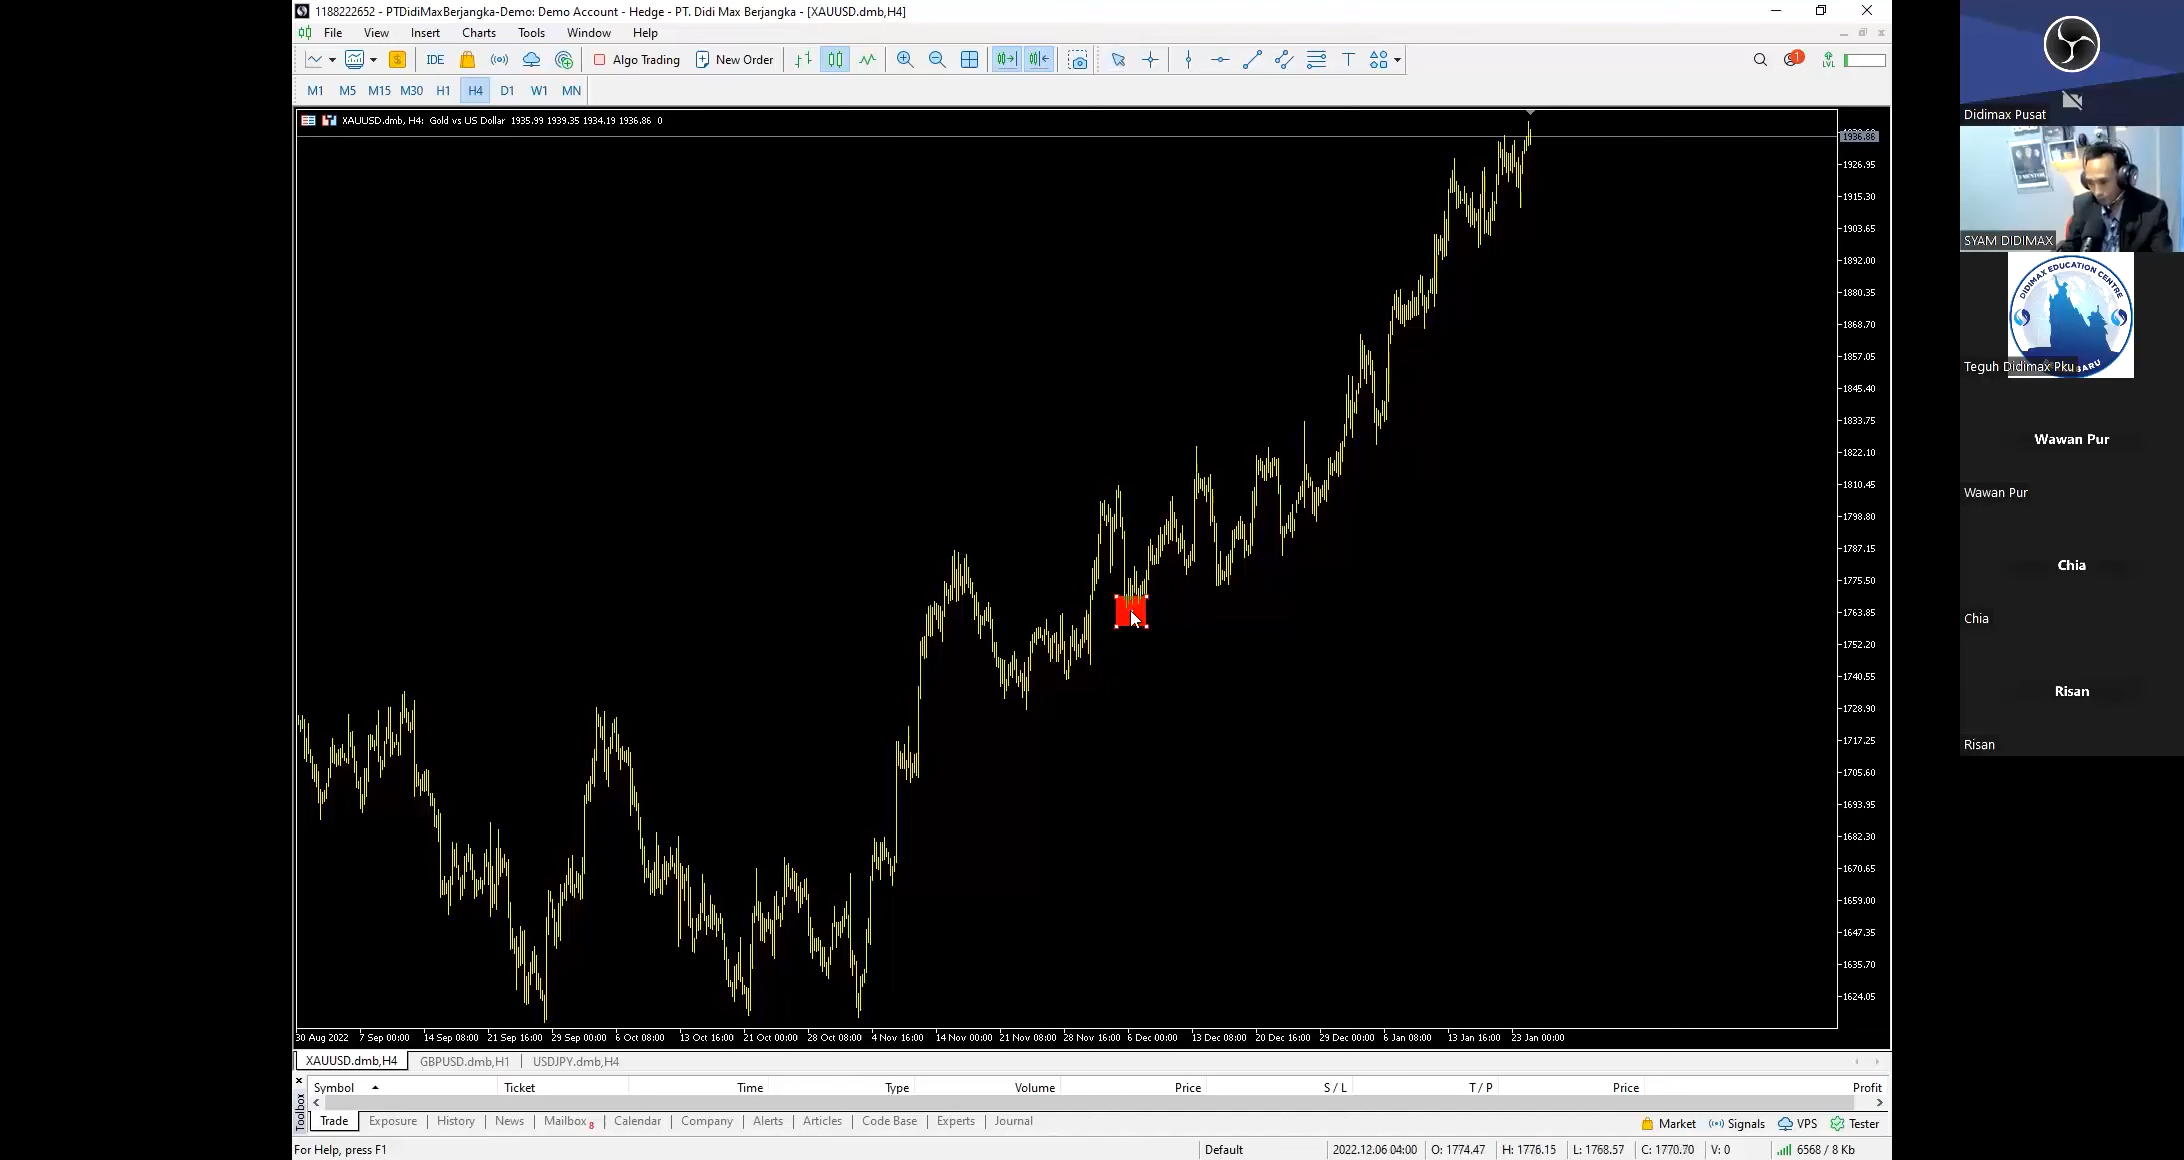 1188222652 - PTDidiMaxBerjangka-Demo: Demo Account - Hedge - PT. Didi Max Berjangka - [XAUUSD.dmb,H4]
File View Insert Charts Tools Window Help
IDE Algo Trading New Order 1 LVL
M1 M5 M15 M30 H1 H4 D1 W1 MN
XAUUSD.dmb, H4: Gold vs US Dollar 1935.99 1939.35 1934.19 1936.86 0
1936.86
1926.95
1915.30
1903.65
1892.00
1880.35
1868.70
1857.05
1845.40
1833.75
1822.10
1810.45
1798.80
1787.15
1775.50
1763.85
1752.20
1740.55
1728.90
1717.25
1705.60
1693.95
1682.30
1670.65
1659.00
1647.35
1635.70
1624.05
30 Aug 2022 7 Sep 00:00 14 Sep 08:00 21 Sep 16:00 29 Sep 00:00 6 Oct 08:00 13 Oct 16:00 21 Oct 00:00 28 Oct 08:00 4 Nov 16:00 14 Nov 00:00 21 Nov 08:00 28 Nov 16:00 6 Dec 00:00 13 Dec 08:00 20 Dec 16:00 29 Dec 00:00 6 Jan 08:00 13 Jan 16:00 23 Jan 00:00
XAUUSD.dmb,H4 GBPUSD.dmb,H1 USDJPY.dmb,H4
Symbol Ticket Time Type Volume Price S / L T / P Price Profit
Toolbox
Trade Exposure History News Mailbox 8 Calendar Company Alerts Articles Code Base Experts Journal Market Signals VPS Tester
For Help, press F1 Default 2022.12.06 04:00 O: 1774.47 H: 1776.15 L: 1768.57 C: 1770.70 V: 0 6568 / 8 Kb
Didimax Pusat
SYAM DIDIMAX
DIDIMAX EDUCATION CENTRE
Teguh Didimax Pku
Wawan Pur
Wawan Pur
Chia
Chia
Risan
Risan